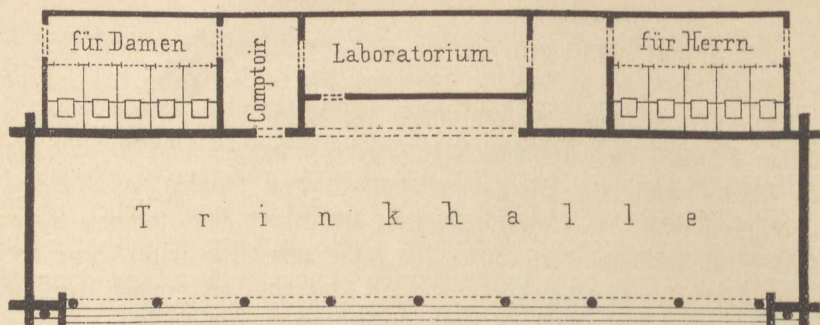 für Damen
Comptoir
Laboratorium
für Herrn
Trinkhalle